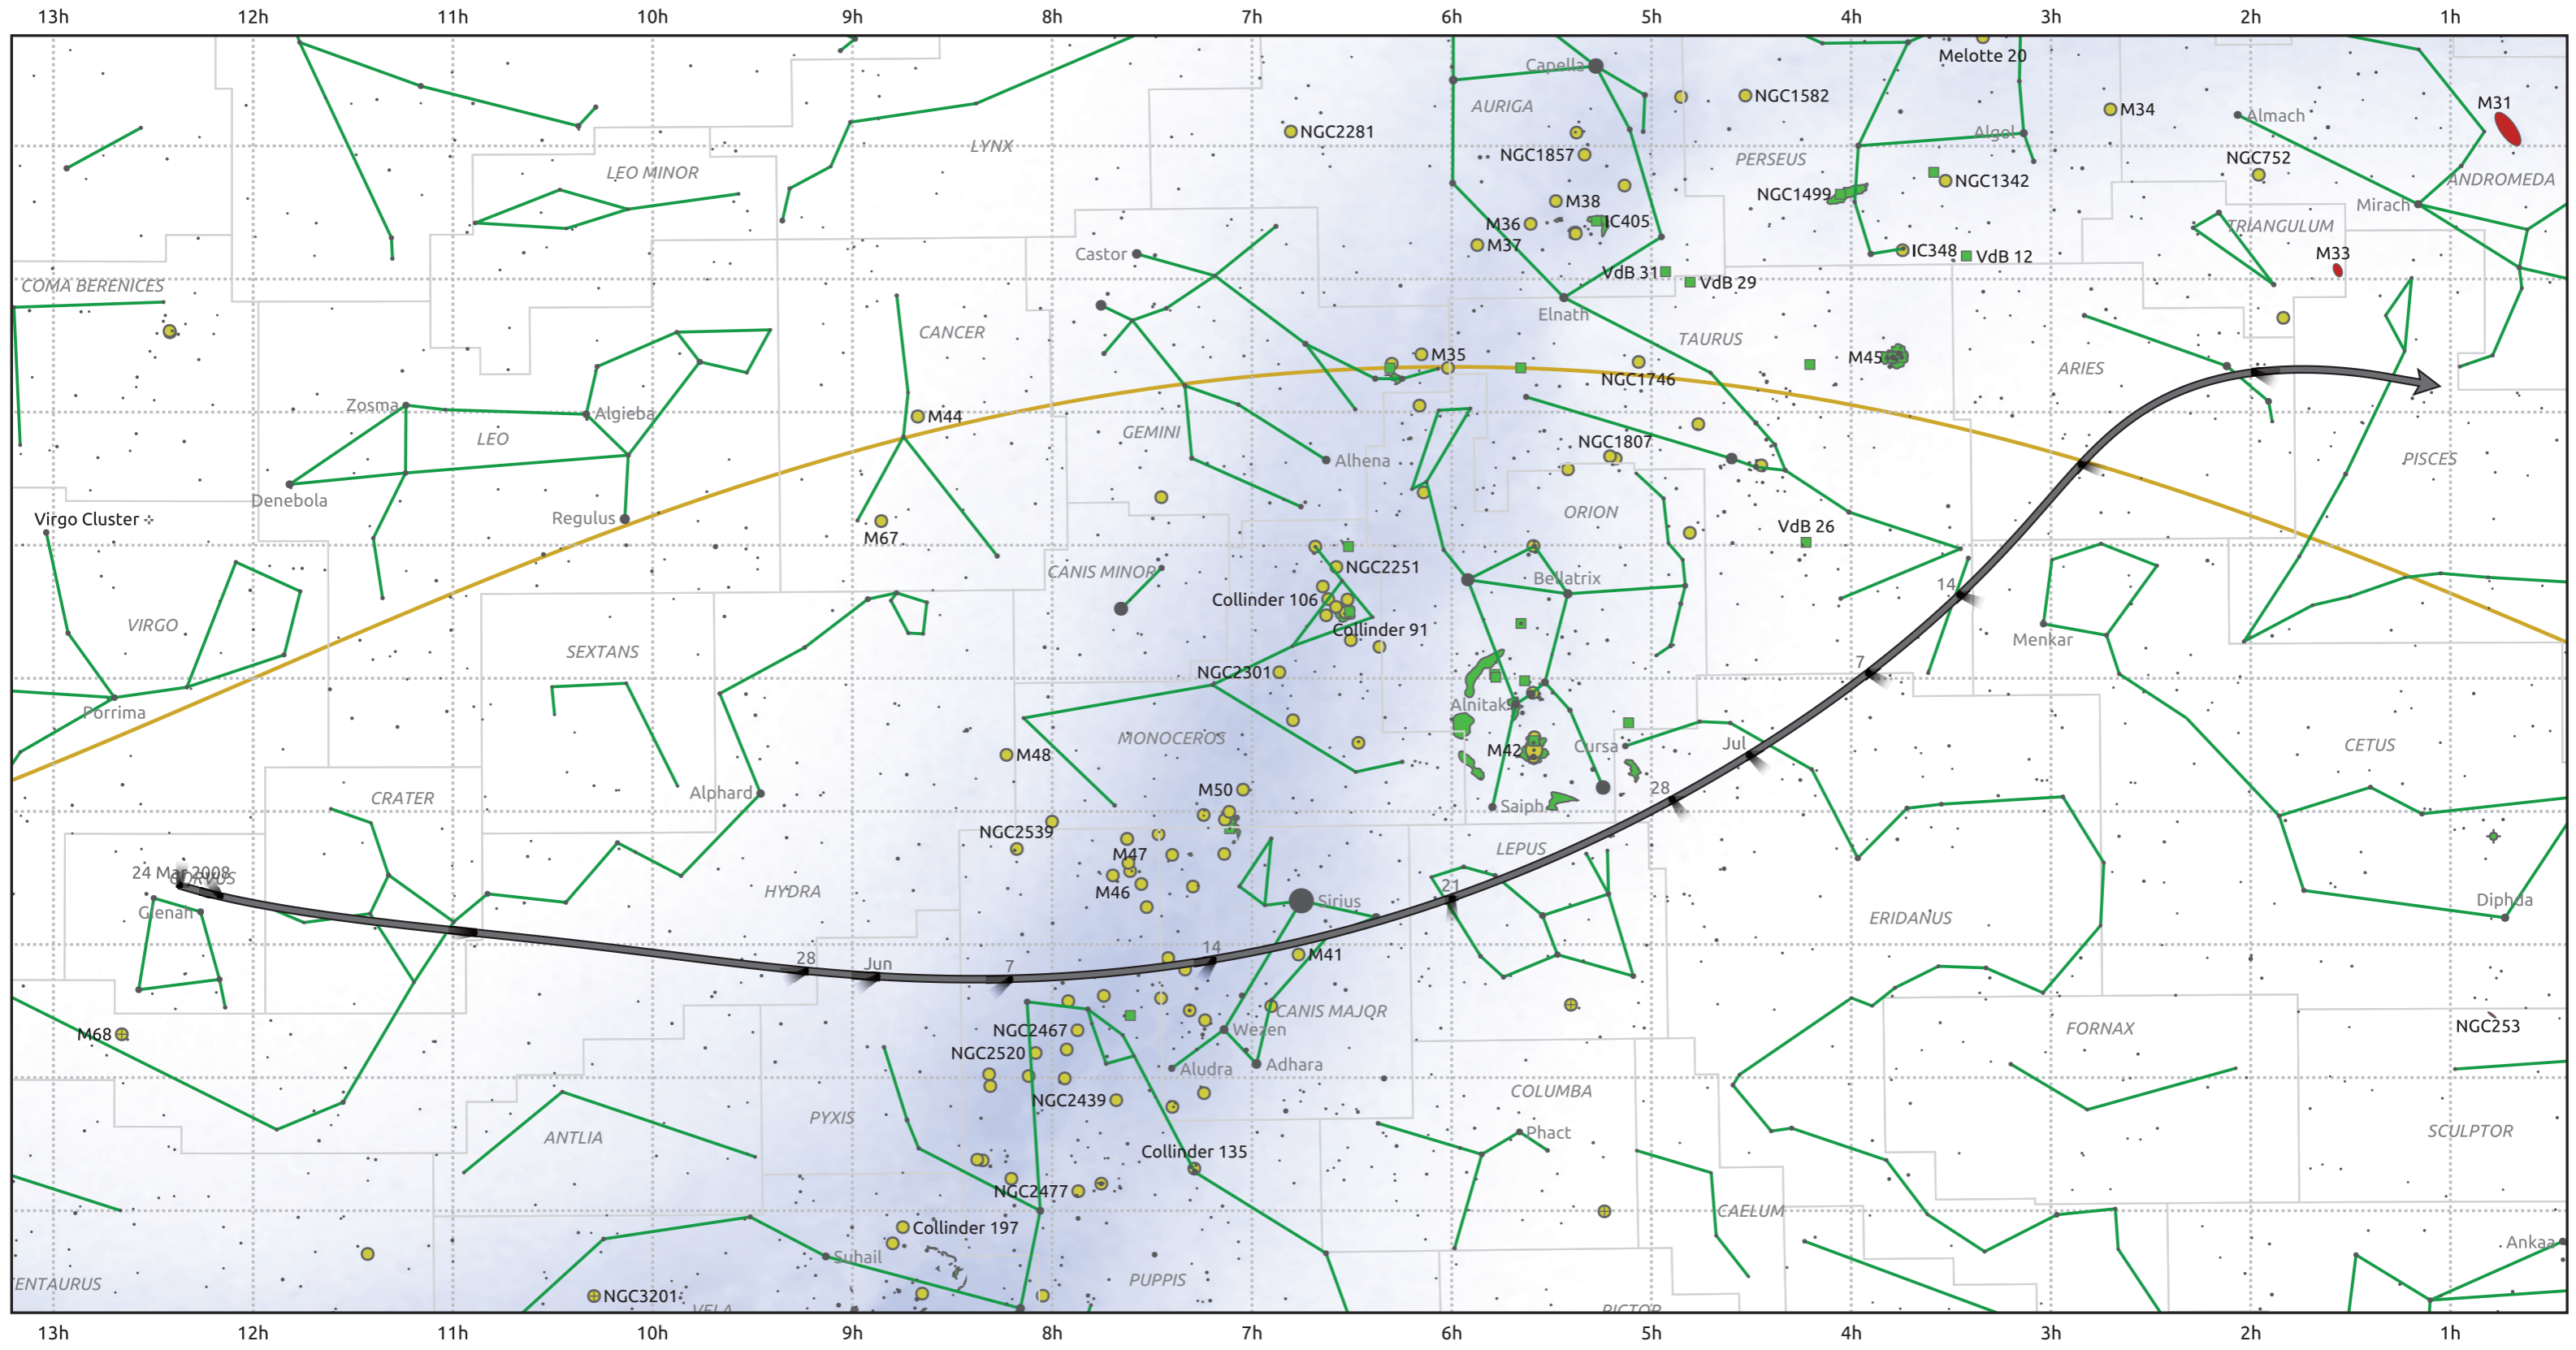 13h 12h 11h 10h 9h 8h 7h 6h 5h 4h 3h 2h 1h
Melotte 20
Capella
AURIGA
NGC1582
M34
Almach
M31
NGC2281
Algol
LYNX
NGC1857
PERSEUS
NGC752
LEO MINOR
NGC1499
NGC1342
ANDROMEDA
M38
Mirach
M36
IC405
TRIANGULUM
M37
IC348
VdB 12
M33
Castor
VdB 31
VdB 29
COMA BERENICES
Elnath
CANCER
TAURUS
M35
M45
ARIES
NGC1746
Zosma
Algieba
M44
LEO
GEMINI
NGC1807
Alhena
PISCES
Denebola
Regulus
ORION
Virgo Cluster
M67
VdB 26
NGC2251
CANIS MINOR
Bellatrix
14
Collinder 106
VIRGO
Collinder 91
Menkar
SEXTANS
7
NGC2301
Alnitak
Porrima
MONOCEROS
M42
Cursa
Jul
CETUS
M48
M50
28
Alphard
CRATER
Saiph
NGC2539
M47
LEPUS
24 Mar 2008
CORVUS
M46
HYDRA
21
Sirius
Diphda
Gienah
ERIDANUS
14
M41
28
Jun
7
CANIS MAJOR
M68
NGC2467
Wezen
FORNAX
NGC253
NGC2520
Aludra
Adhara
NGC2439
COLUMBA
PYXIS
ANTLIA
Phact
SCULPTOR
Collinder 135
NGC2477
CAELUM
Collinder 197
Suhail
Ankaa
ENTAURUS
PUPPIS
NGC3201
VELA
PICTOR
13h 12h 11h 10h 9h 8h 7h 6h 5h 4h 3h 2h 1h